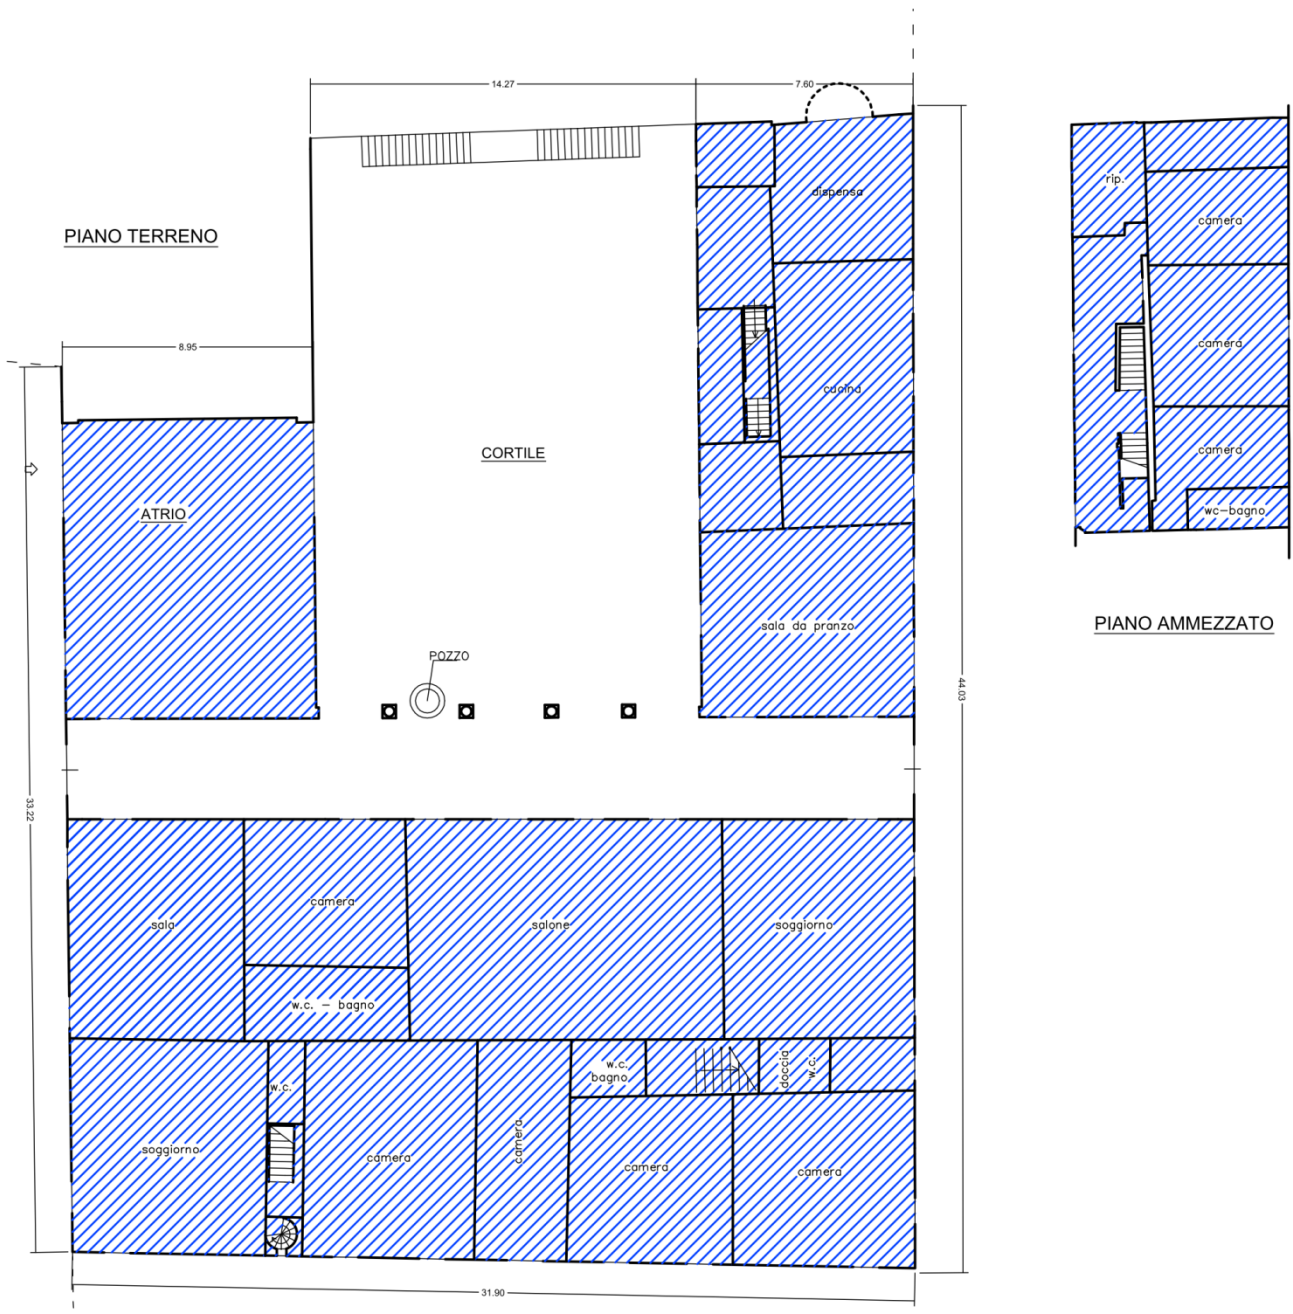 14.27
7.60
PIANO TERRENO
dispensa
rip.
camera
8.95
camera
cucina
CORTILE
camera
ATRIO
wc-bagno
PIANO AMMEZZATO
sala da pranzo
POZZO
44.03
33.22
camera
sala
salone
soggiorno
w.c. - bagno
w.c.
bagno
doccia
w.c.
w.c.
soggiorno
camera
camera
camera
camera
31.90